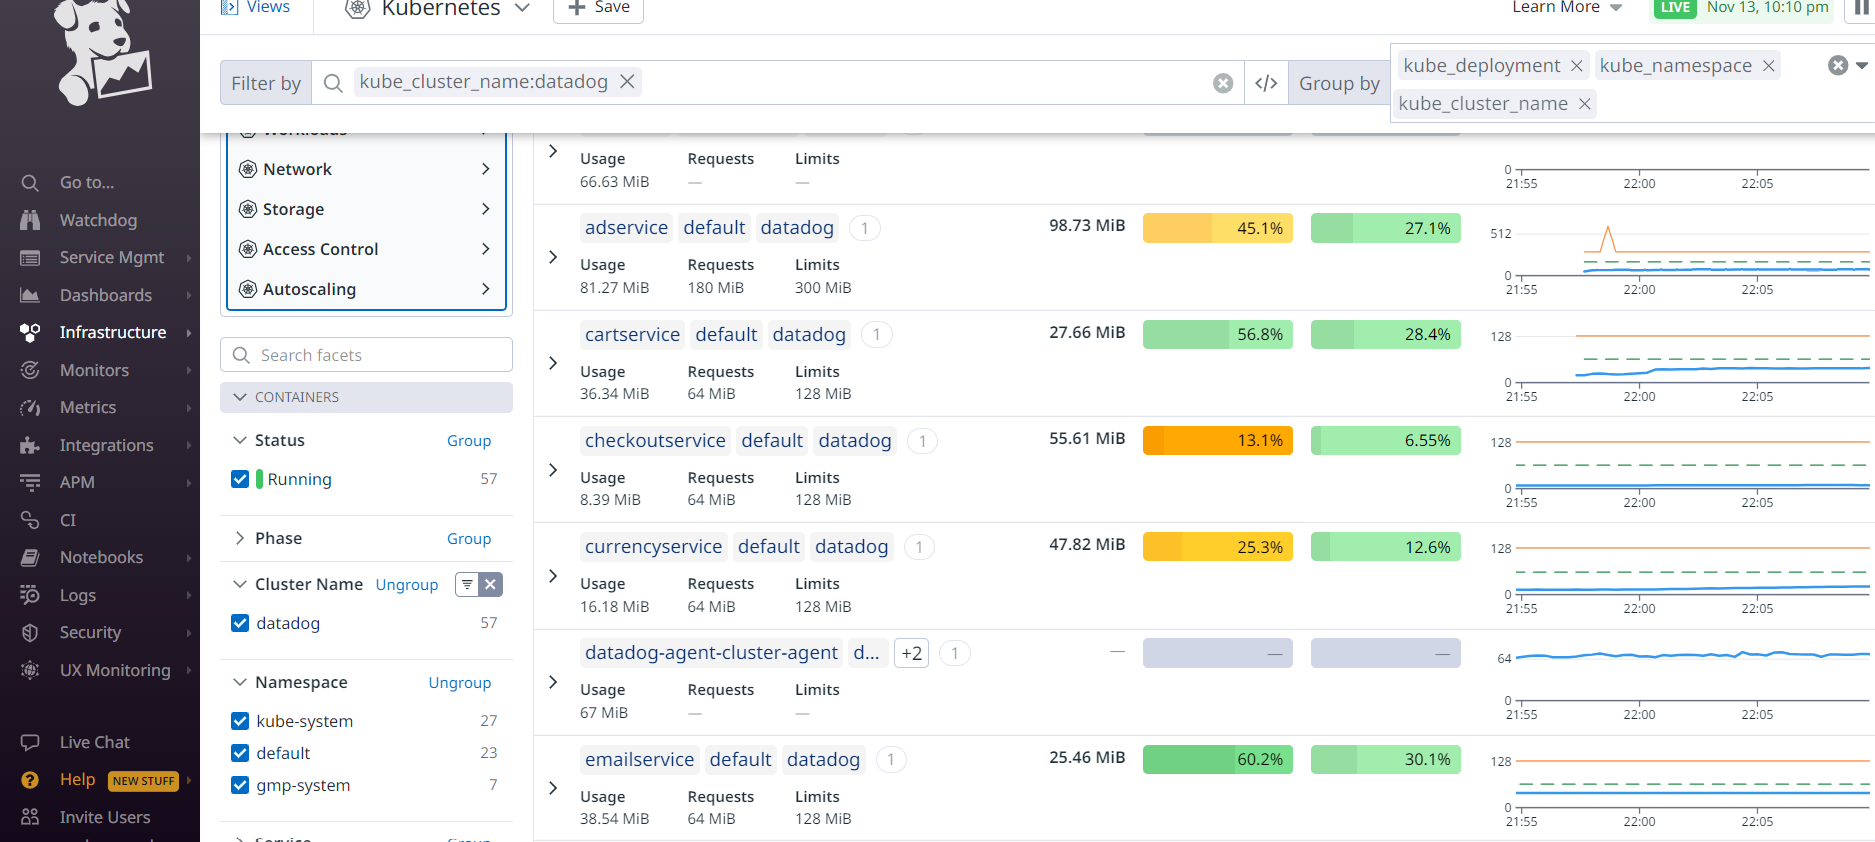 Views
Kubernetes
Save
Learn More
LIVE Nov 13, 10:10 pm
Filter by
kube_cluster_name:datadog
</>
Group by
kube_deployment
kube_namespace
kube_cluster_name
Go to...
Watchdog
Service Mgmt
Dashboards
Infrastructure
Monitors
Metrics
Integrations
APM
CI
Notebooks
Logs
Security
UX Monitoring
Live Chat
Help NEW STUFF
Invite Users
Workloads
Network
Storage
Access Control
Autoscaling
Search facets
CONTAINERS
Status Group
Running 57
Phase Group
Cluster Name Ungroup
datadog 57
Namespace Ungroup
kube-system 27
default 23
gmp-system 7
Service Group
Usage Requests Limits
66.63 MiB — —
0
21:55 22:00 22:05
adservice default datadog 1 98.73 MiB 45.1% 27.1%
Usage Requests Limits
81.27 MiB 180 MiB 300 MiB
512
0
21:55 22:00 22:05
cartservice default datadog 1 27.66 MiB 56.8% 28.4%
Usage Requests Limits
36.34 MiB 64 MiB 128 MiB
128
0
21:55 22:00 22:05
checkoutservice default datadog 1 55.61 MiB 13.1% 6.55%
Usage Requests Limits
8.39 MiB 64 MiB 128 MiB
128
0
21:55 22:00 22:05
currencyservice default datadog 1 47.82 MiB 25.3% 12.6%
Usage Requests Limits
16.18 MiB 64 MiB 128 MiB
128
0
21:55 22:00 22:05
datadog-agent-cluster-agent d... +2 1 — — —
Usage Requests Limits
67 MiB — —
64
0
21:55 22:00 22:05
emailservice default datadog 1 25.46 MiB 60.2% 30.1%
Usage Requests Limits
38.54 MiB 64 MiB 128 MiB
128
0
21:55 22:00 22:05